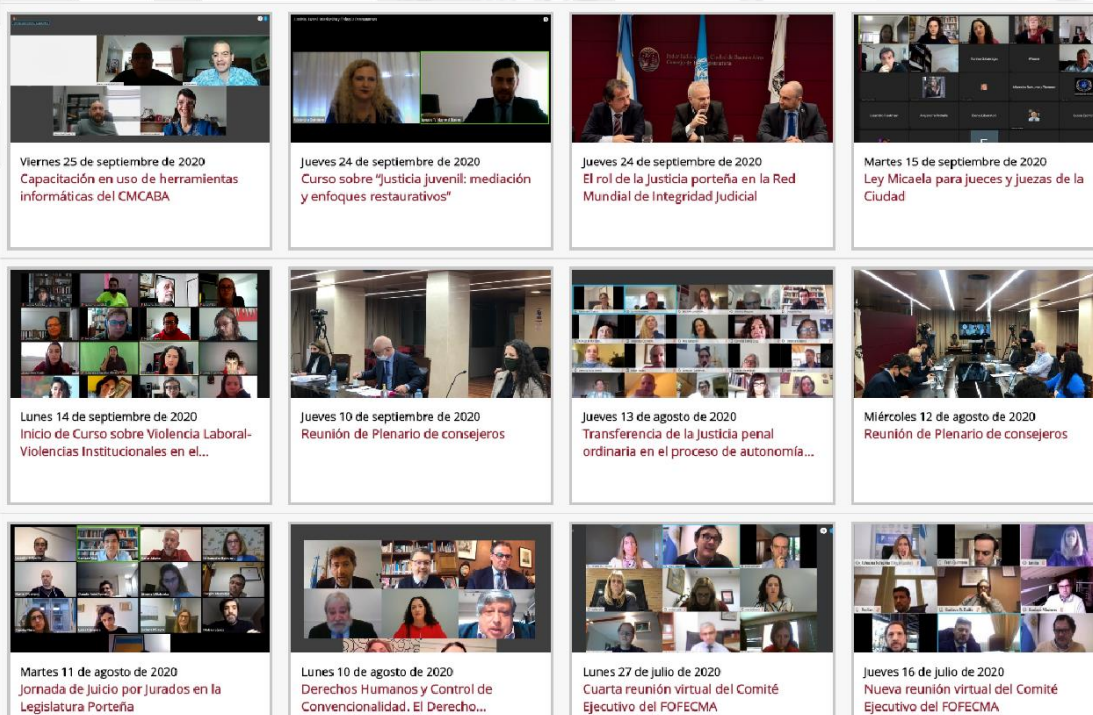 Viernes 25 de septiembre de 2020
Capacitación en uso de herramientas
informáticas del CMCABA
Jueves 24 de septiembre de 2020
Curso sobre "Justicia juvenil: mediación
y enfoques restaurativos"
Jueves 24 de septiembre de 2020
El rol de la Justicia porteña en la Red
Mundial de Integridad Judicial
Martes 15 de septiembre de 2020
Ley Micaela para jueces y juezas de la
Ciudad
Lunes 14 de septiembre de 2020
Inicio de Curso sobre Violencia Laboral-
Violencias Institucionales en el...
Jueves 10 de septiembre de 2020
Reunión de Plenario de consejeros
Jueves 13 de agosto de 2020
Transferencia de la Justicia penal
ordinaria en el proceso de autonomía...
Miércoles 12 de agosto de 2020
Reunión de Plenario de consejeros
Martes 11 de agosto de 2020
Jornada de Juicio por Jurados en la
Legislatura Porteña
Lunes 10 de agosto de 2020
Derechos Humanos y Control de
Convencionalidad. El Derecho...
Lunes 27 de julio de 2020
Cuarta reunión virtual del Comité
Ejecutivo del FOFECMA
Jueves 16 de julio de 2020
Nueva reunión virtual del Comité
Ejecutivo del FOFECMA